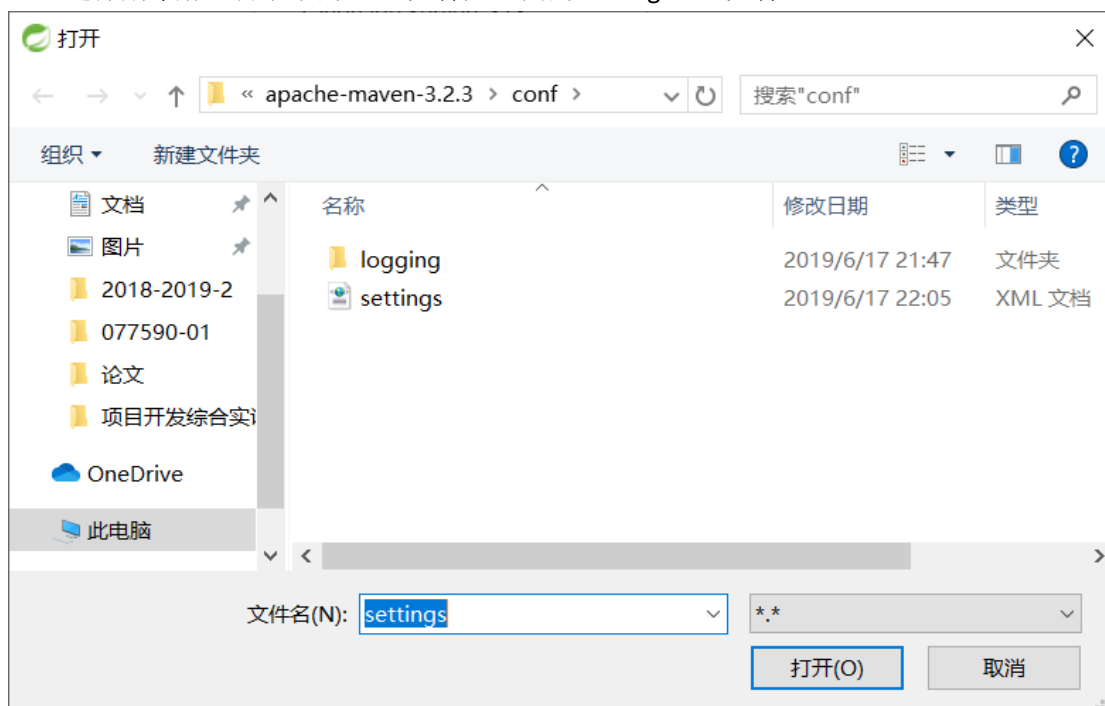 打开
« apache-maven-3.2.3 › conf ›
搜索"conf"
组织
新建文件夹
?
名称
修改日期
类型
文档
图片
2018-2019-2
077590-01
论文
项目开发综合实
OneDrive
此电脑
logging 2019/6/17 21:47 文件夹
settings 2019/6/17 22:05 XML 文档
文件名(N): settings
*.*
打开(O)
取消